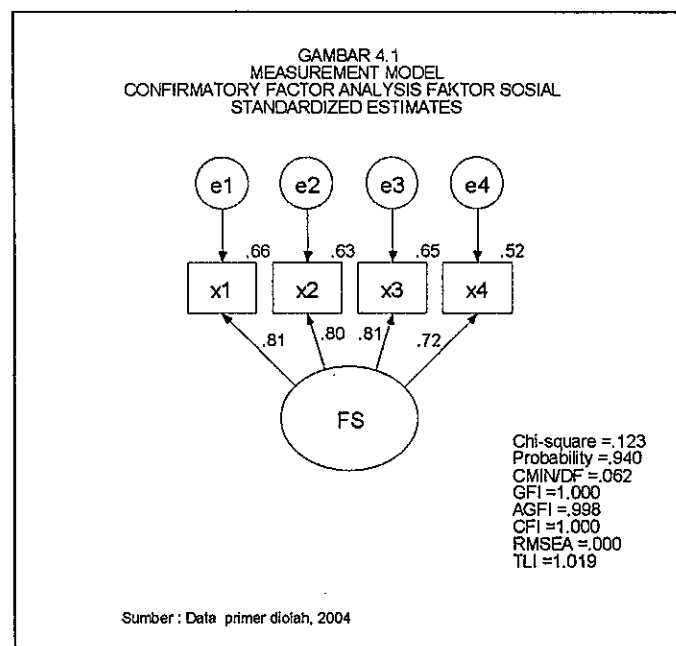 GAMBAR 4.1
MEASUREMENT MODEL
CONFIRMATORY FACTOR ANALYSIS FAKTOR SOSIAL
STANDARDIZED ESTIMATES
e1 e2 e3 e4
.66 .63 .65 .52
x1 x2 x3 x4
.81 .80 .81 .72
FS
Chi-square =.123
Probability =.940
CMIN/DF =.062
GFI =1.000
AGFI =.998
CFI =1.000
RMSEA =.000
TLI =1.019
Sumber : Data primer diolah, 2004